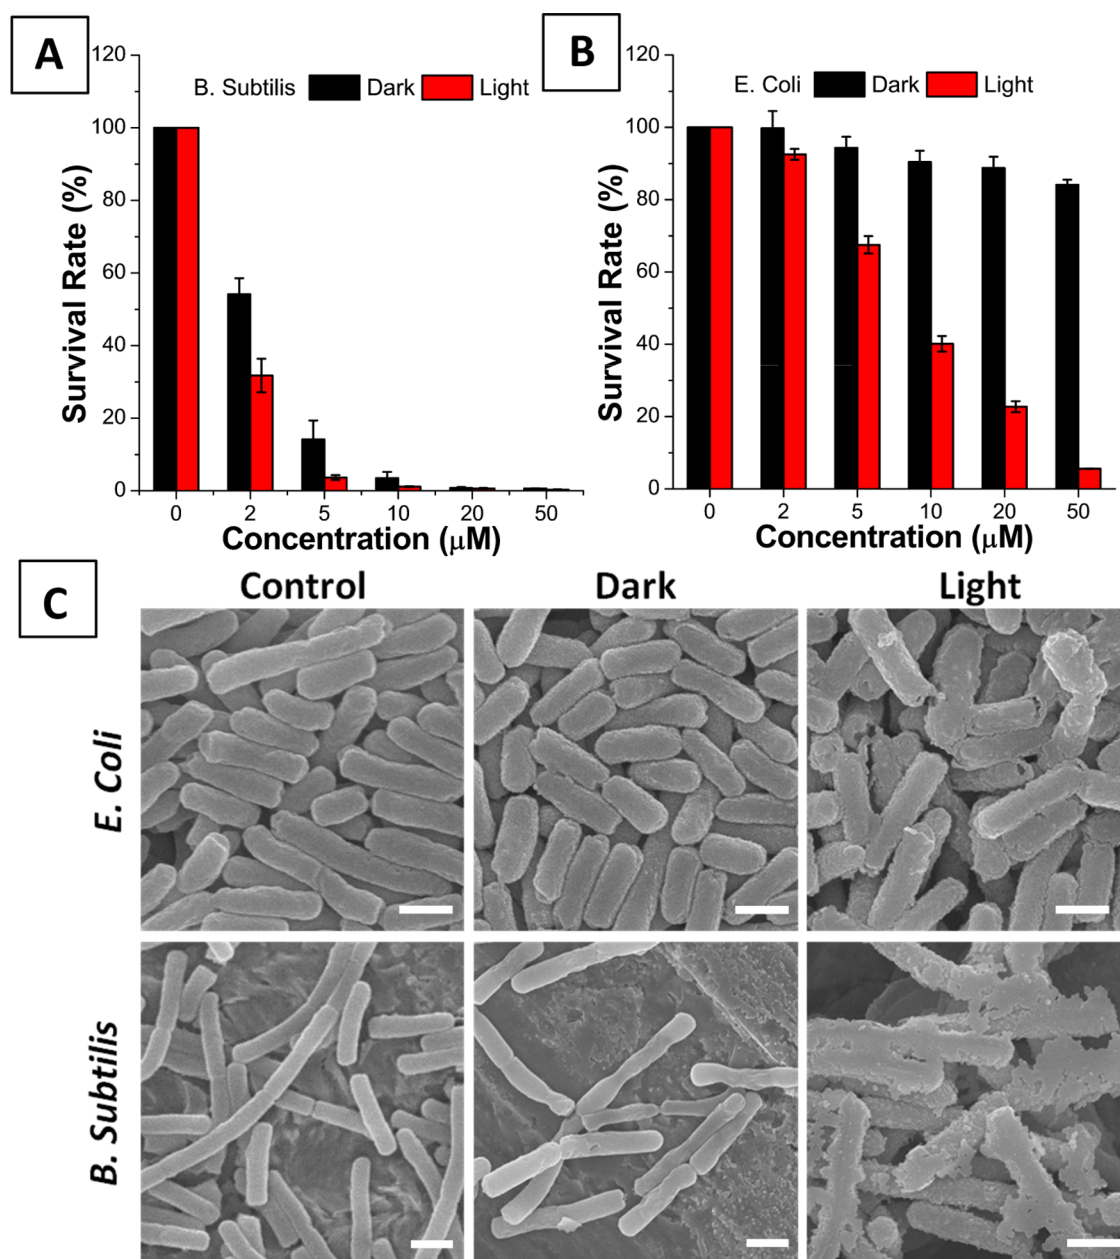 A
B. Subtilis Dark Light
120
100
80
60
40
20
0
Survival Rate (%)
0 2 5 10 20 50
Concentration (μM)
B
E. Coli Dark Light
120
100
80
60
40
20
0
Survival Rate (%)
0 2 5 10 20 50
Concentration (μM)
C
Control Dark Light
E. Coli
B. Subtilis